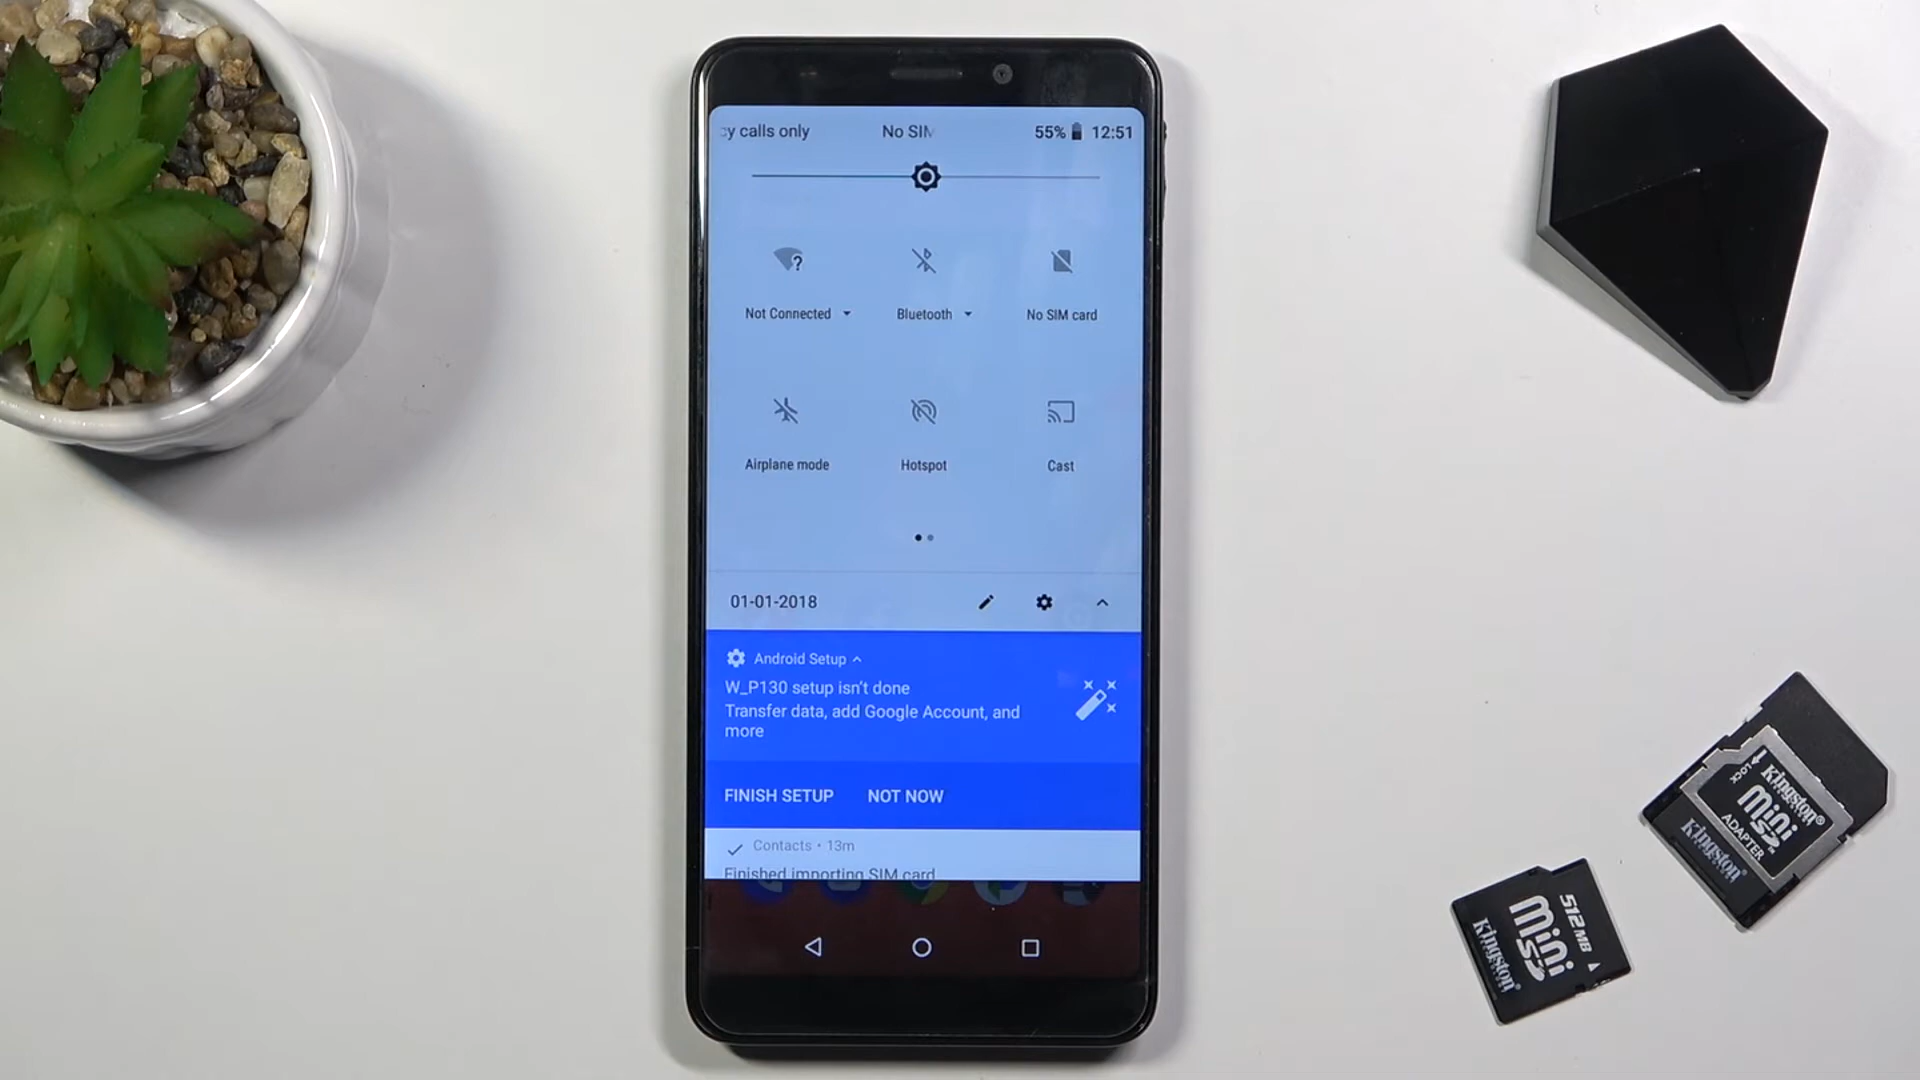 cy calls only No SIM 55% 12:51
Not Connected Bluetooth No SIM card
Airplane mode Hotspot Cast
01-01-2018
Android Setup
W_P130 setup isn't done
Transfer data, add Google Account, and
more
FINISH SETUP NOT NOW
Contacts • 13m
Finished importing SIM card
Kingston®
mini
SD
ADAPTER
Kingston
512MB
mini
SD
Kingston